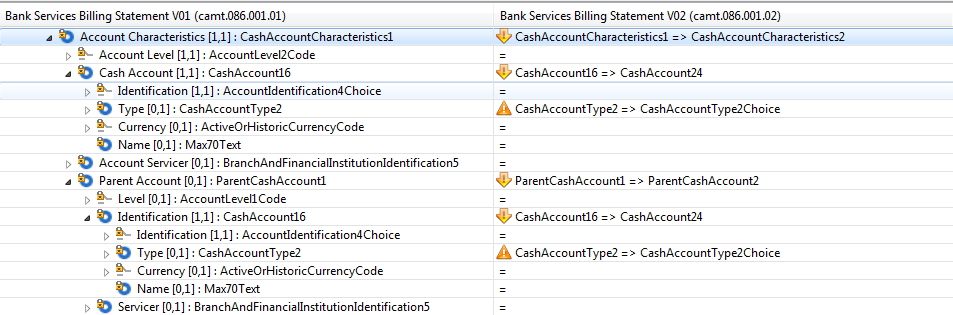 Bank Services Billing Statement V01 (camt.086.001.01) Bank Services Billing Statement V02 (camt.086.001.02)
Account Characteristics [1,1] : CashAccountCharacteristics1 CashAccountCharacteristics1 => CashAccountCharacteristics2
Account Level [1,1] : AccountLevel2Code =
Cash Account [1,1] : CashAccount16 CashAccount16 => CashAccount24
Identification [1,1] : AccountIdentification4Choice =
Type [0,1] : CashAccountType2 CashAccountType2 => CashAccountType2Choice
Currency [0,1] : ActiveOrHistoricCurrencyCode =
Name [0,1] : Max70Text =
Account Servicer [0,1] : BranchAndFinancialInstitutionIdentification5 =
Parent Account [0,1] : ParentCashAccount1 ParentCashAccount1 => ParentCashAccount2
Level [0,1] : AccountLevel1Code =
Identification [1,1] : CashAccount16 CashAccount16 => CashAccount24
Identification [1,1] : AccountIdentification4Choice =
Type [0,1] : CashAccountType2 CashAccountType2 => CashAccountType2Choice
Currency [0,1] : ActiveOrHistoricCurrencyCode =
Name [0,1] : Max70Text =
Servicer [0,1] : BranchAndFinancialInstitutionIdentification5 =